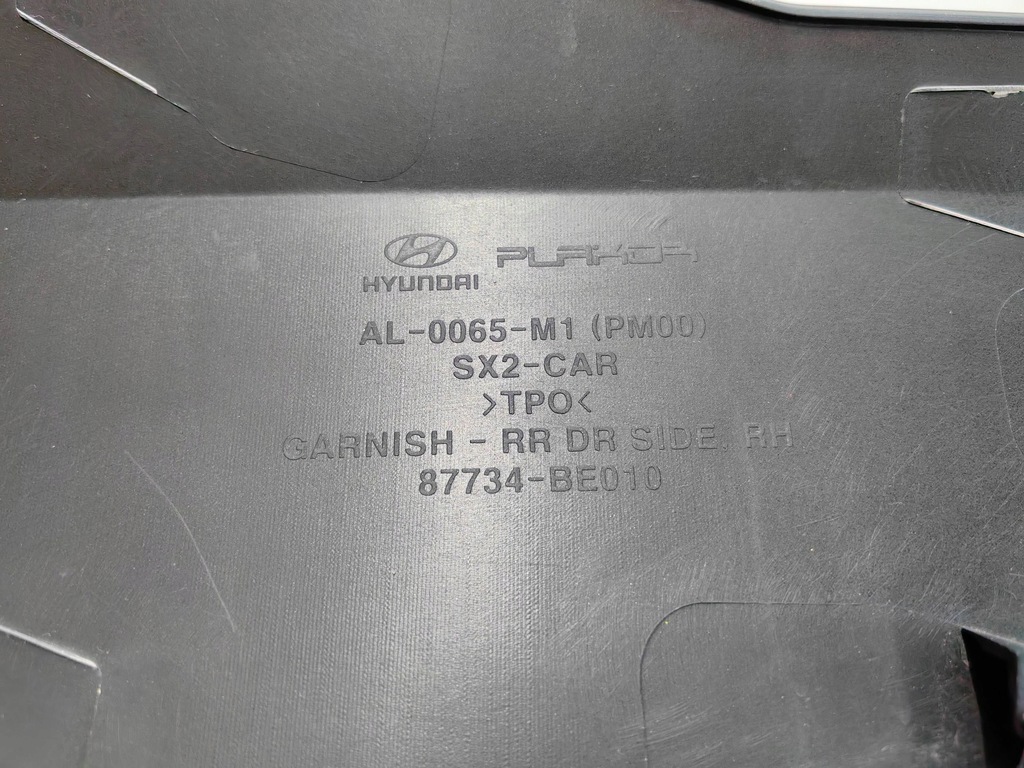 HYUNDAI PLAKOR
AL-0065-M1 (PM00)
SX2-CAR
>TPO<
GARNISH - RR DR SIDE, RH
87734-BE010